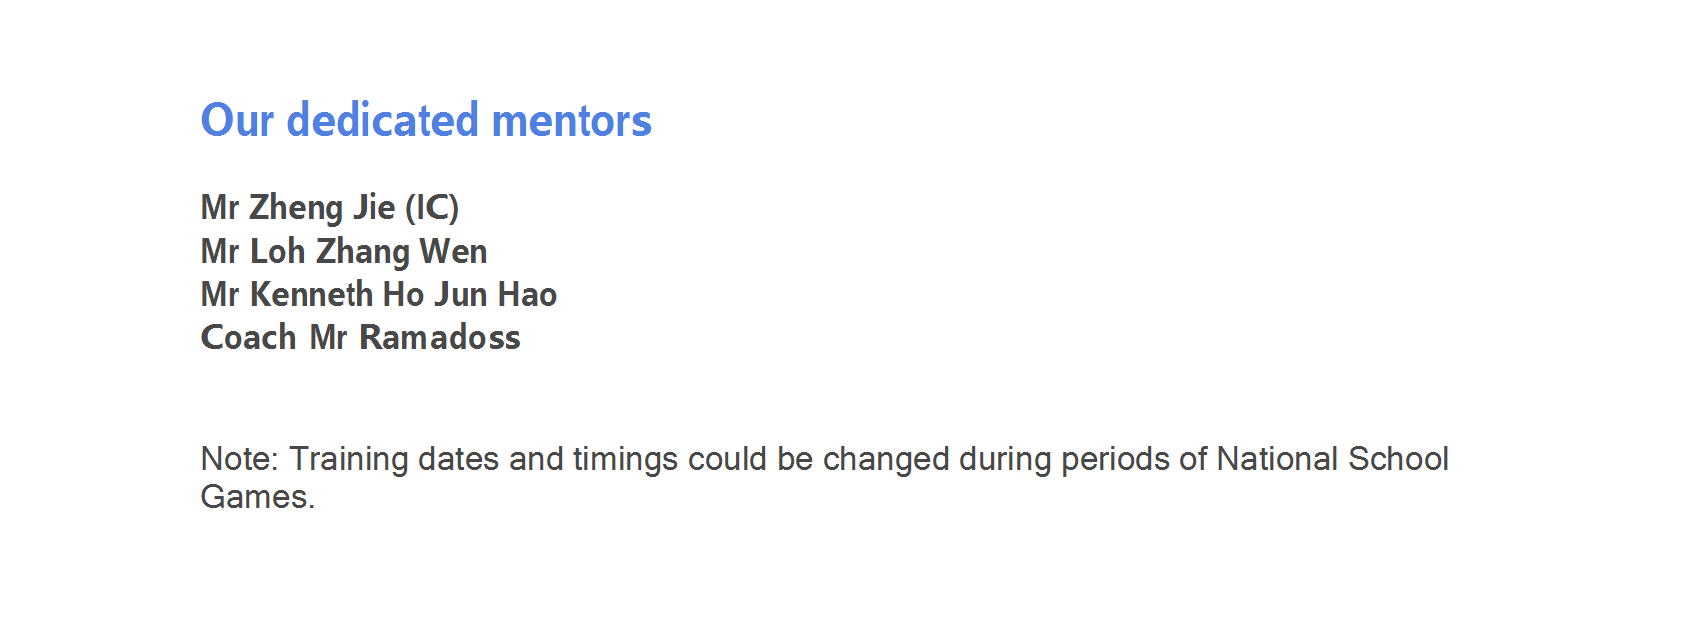 Our dedicated mentors
Mr Zheng Jie (IC)
Mr Loh Zhang Wen
Mr Kenneth Ho Jun Hao
Coach Mr Ramadoss
Note: Training dates and timings could be changed during periods of National School
Games.